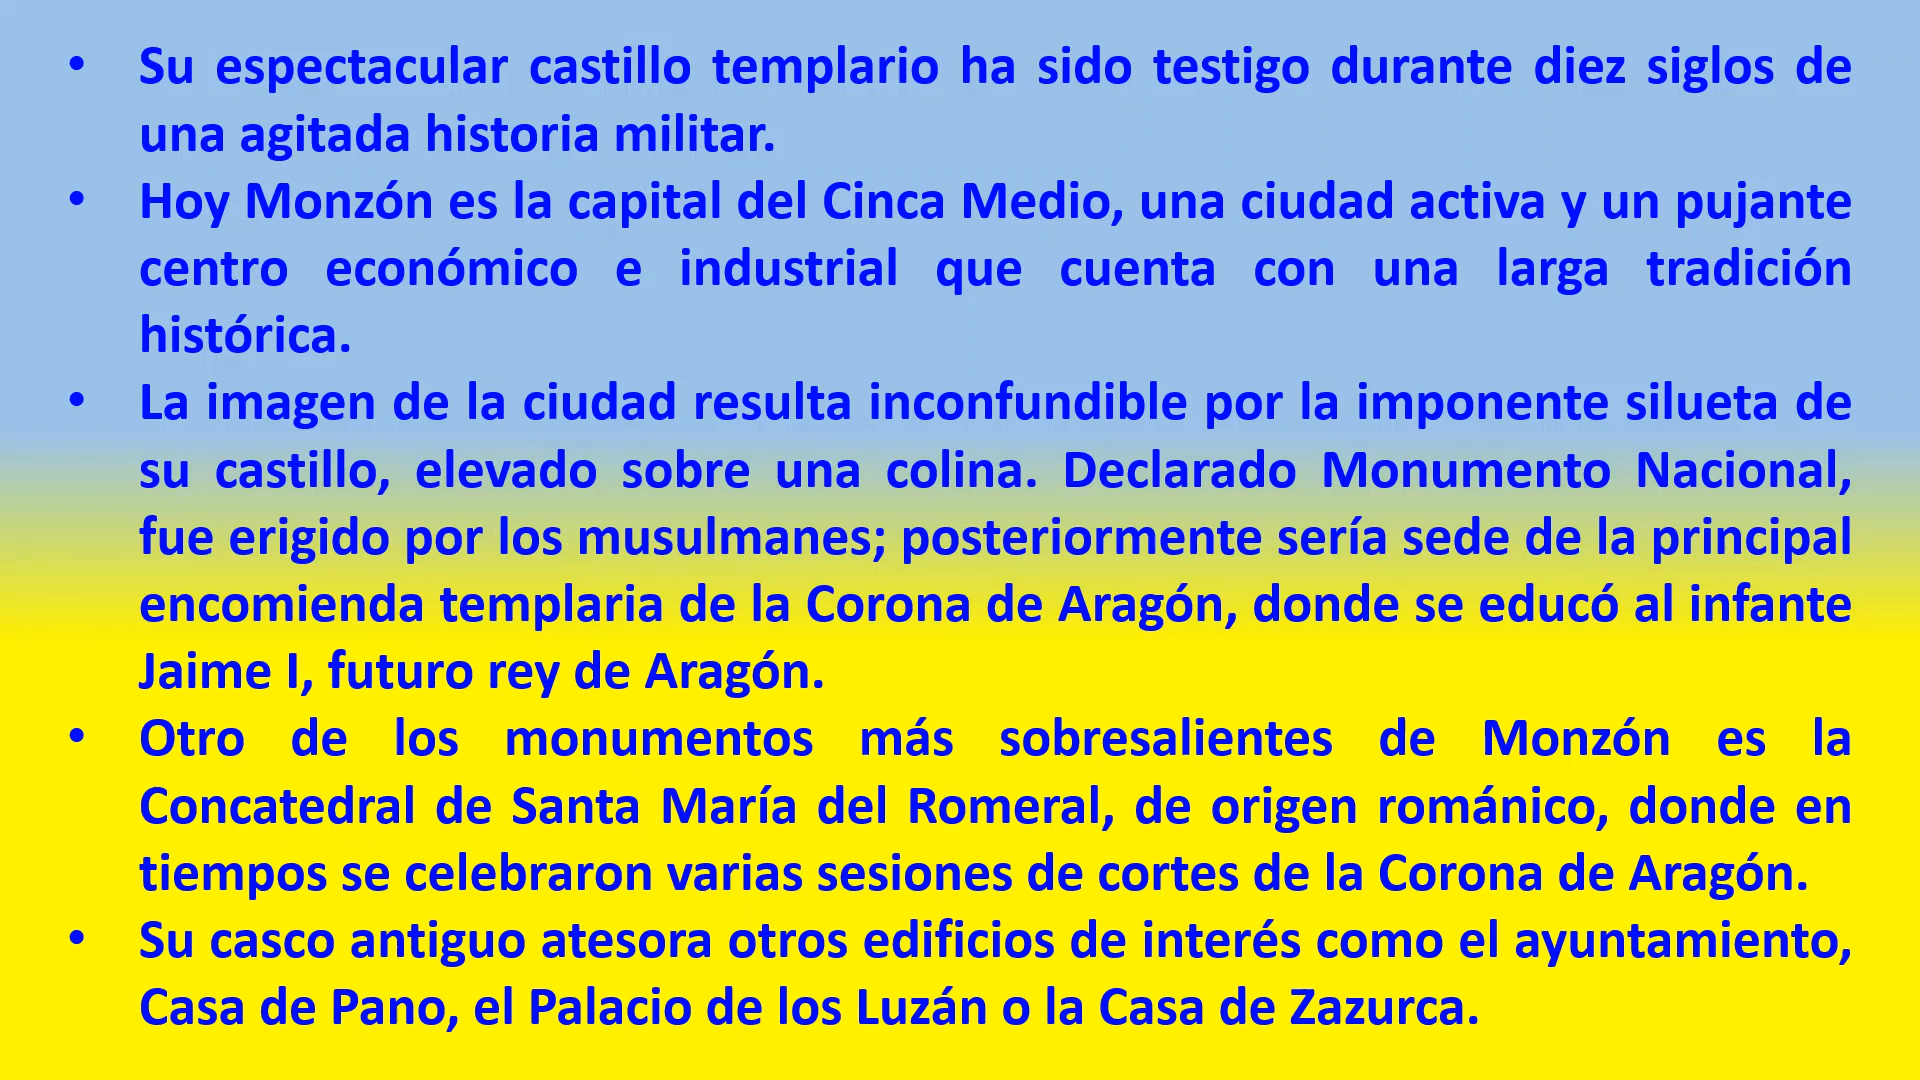 • Su espectacular castillo templario ha sido testigo durante diez siglos de
una agitada historia militar.
• Hoy Monzón es la capital del Cinca Medio, una ciudad activa y un pujante
centro económico e industrial que cuenta con una larga tradición
histórica.
• La imagen de la ciudad resulta inconfundible por la imponente silueta de
su castillo, elevado sobre una colina. Declarado Monumento Nacional,
fue erigido por los musulmanes; posteriormente sería sede de la principal
encomienda templaria de la Corona de Aragón, donde se educó al infante
Jaime I, futuro rey de Aragón.
• Otro de los monumentos más sobresalientes de Monzón es la
Concatedral de Santa María del Romeral, de origen románico, donde en
tiempos se celebraron varias sesiones de cortes de la Corona de Aragón.
• Su casco antiguo atesora otros edificios de interés como el ayuntamiento,
Casa de Pano, el Palacio de los Luzán o la Casa de Zazurca.